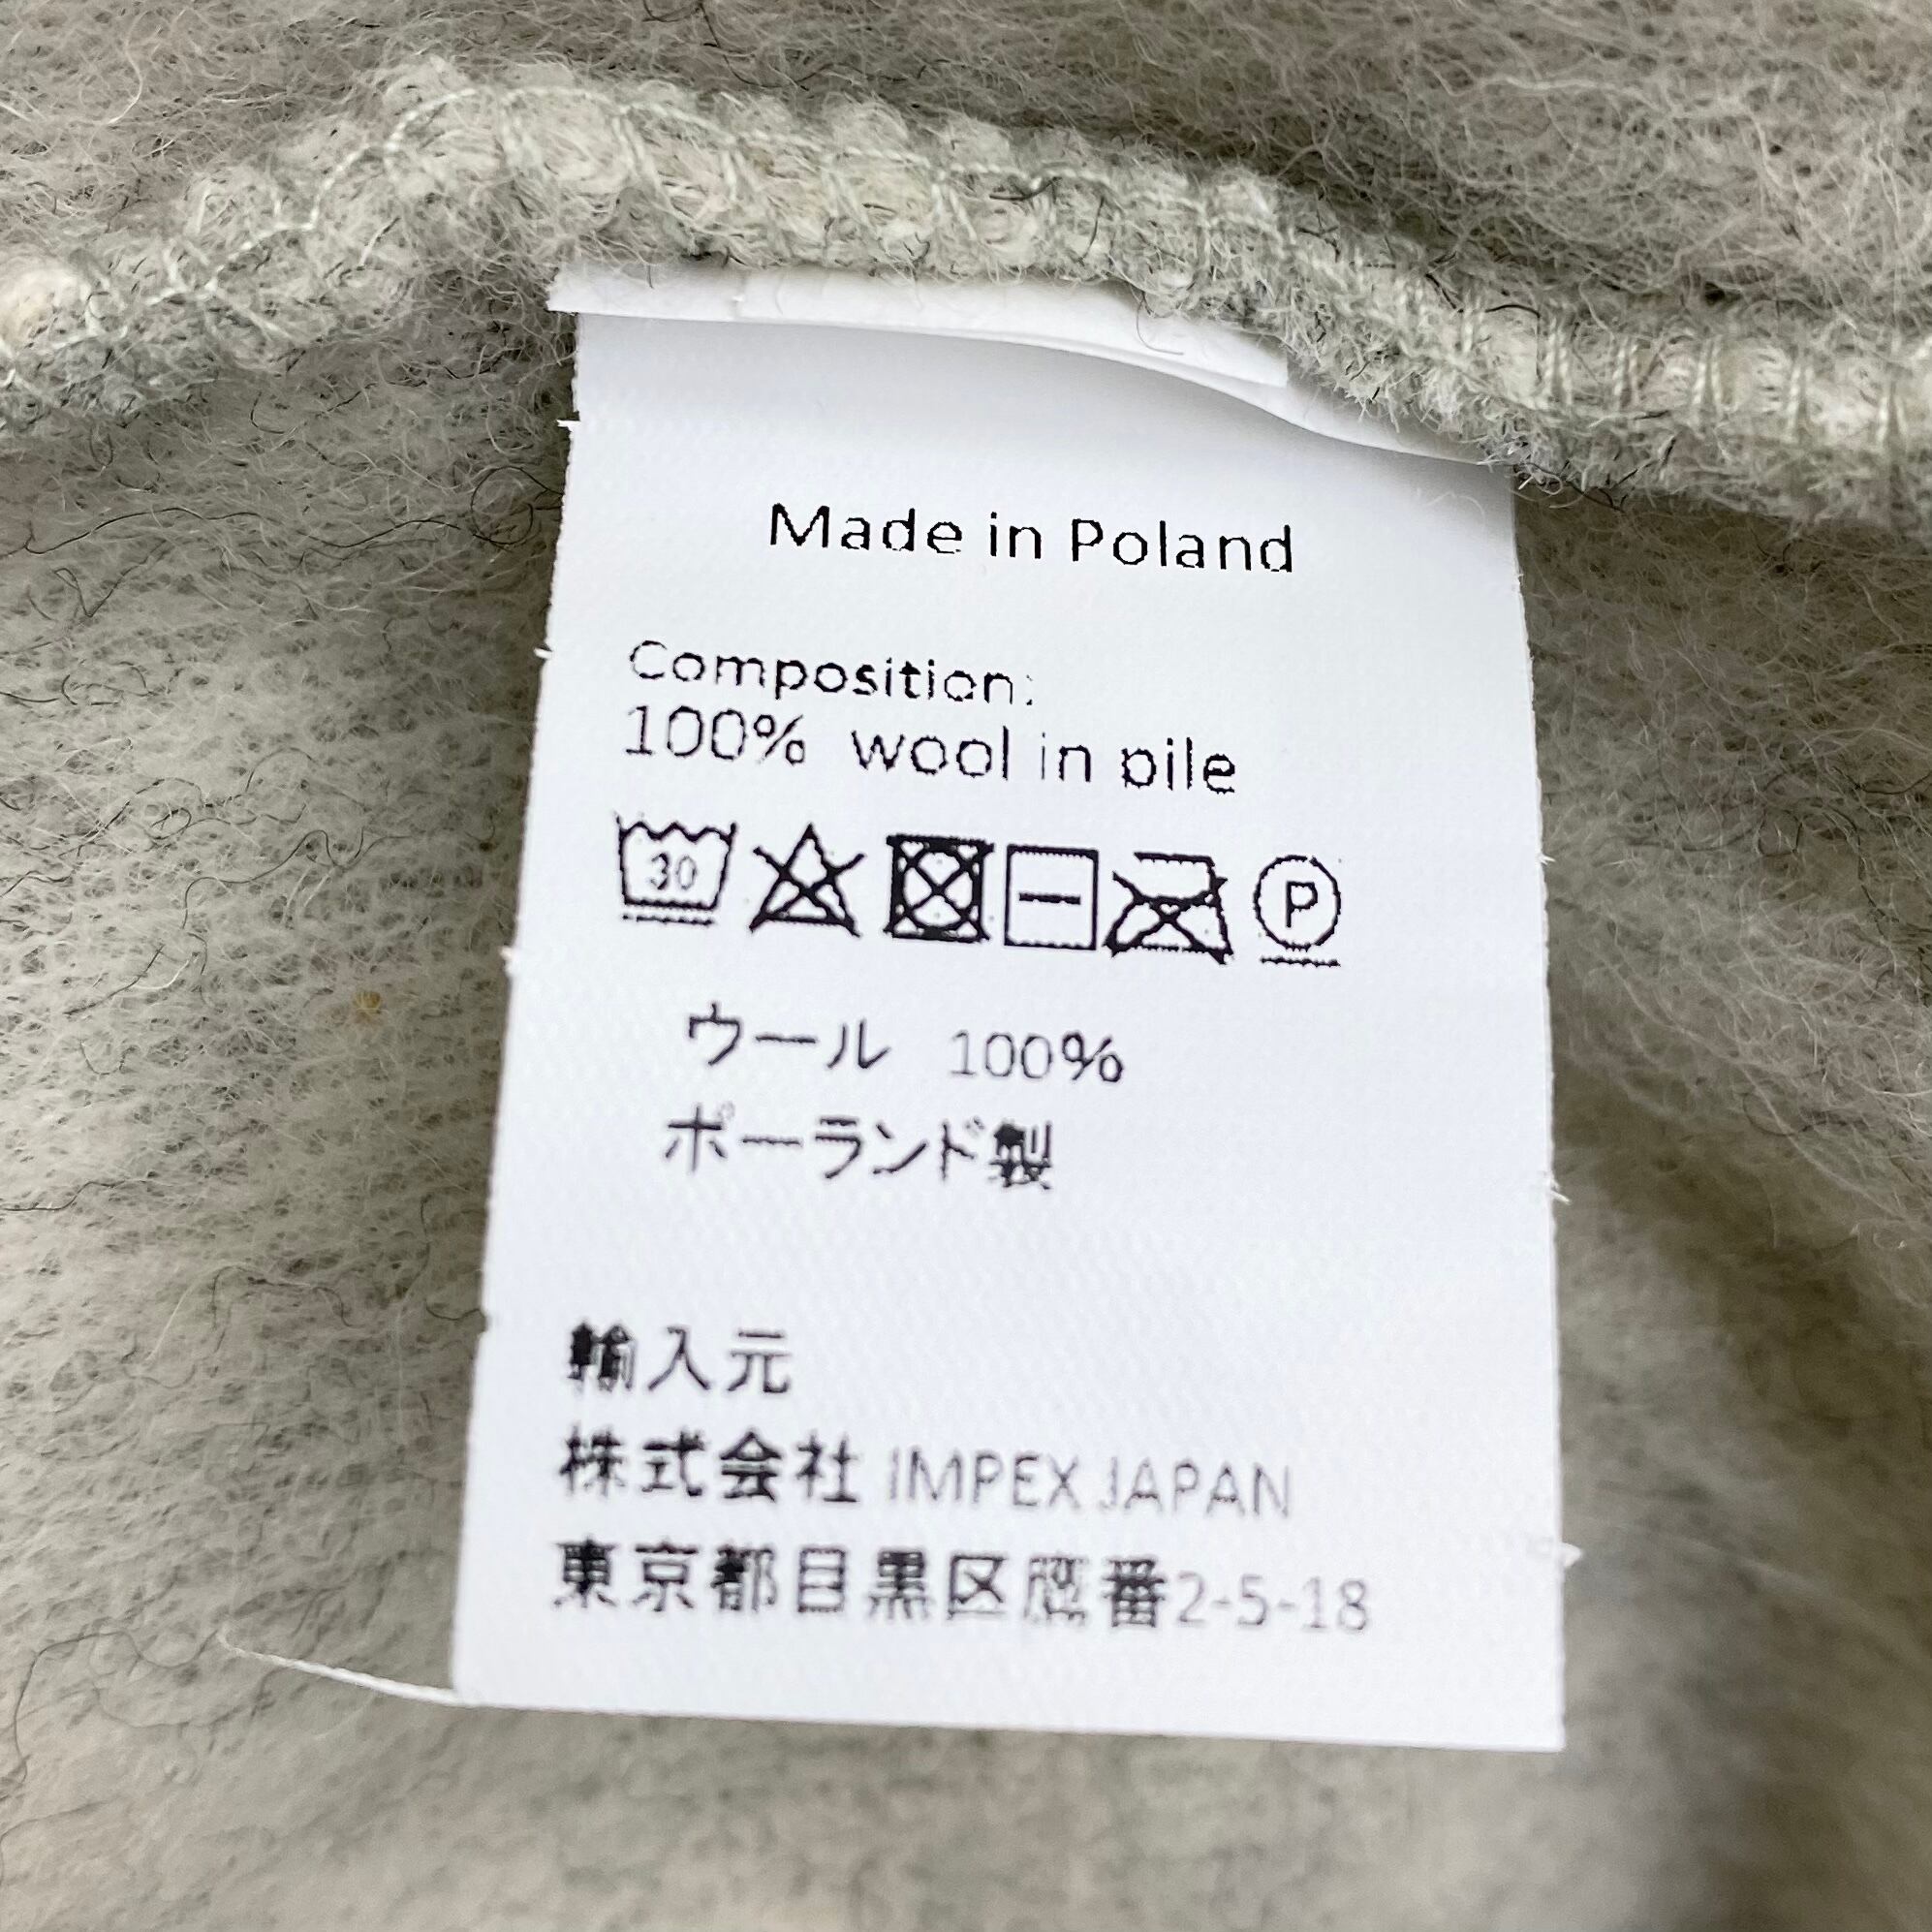 Made in Poland
Composition:
100% wool in pile
30
P
ウール 100%
ポーランド製
輸入元
株式会社 IMPEX JAPAN
東京都目黒区鷹番2-5-18